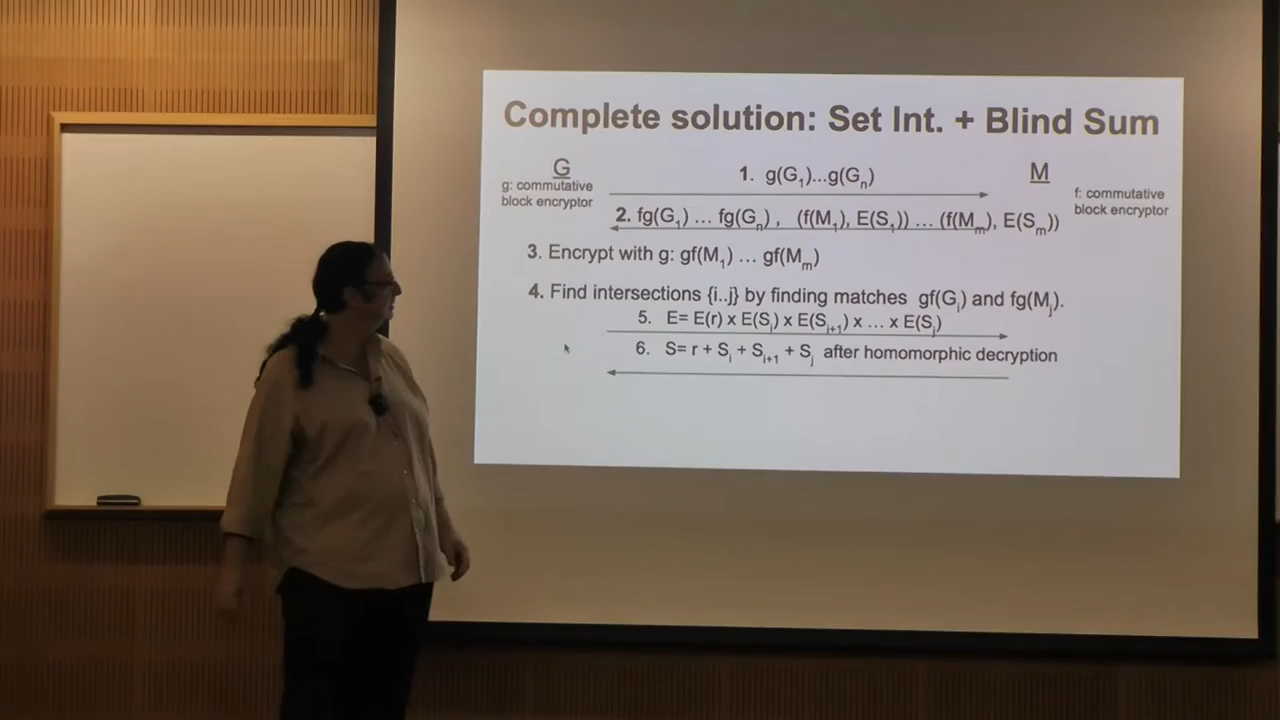 Complete solution: Set Int. + Blind Sum
G
g: commutative
block encryptor
1. g(G₁)...g(Gₙ)
M
f: commutative
block encryptor
2. fg(G₁) ... fg(Gₙ) , (f(M₁), E(S₁)) ... (f(Mₘ), E(Sₘ))
3. Encrypt with g: gf(M₁) ... gf(Mₘ)
4. Find intersections {i..j} by finding matches gf(Gᵢ) and fg(Mⱼ).
5. E= E(r) x E(Sᵢ) x E(Sᵢ₊₁) x ... x E(Sⱼ)
6. S= r + Sᵢ + Sᵢ₊₁ + Sⱼ after homomorphic decryption